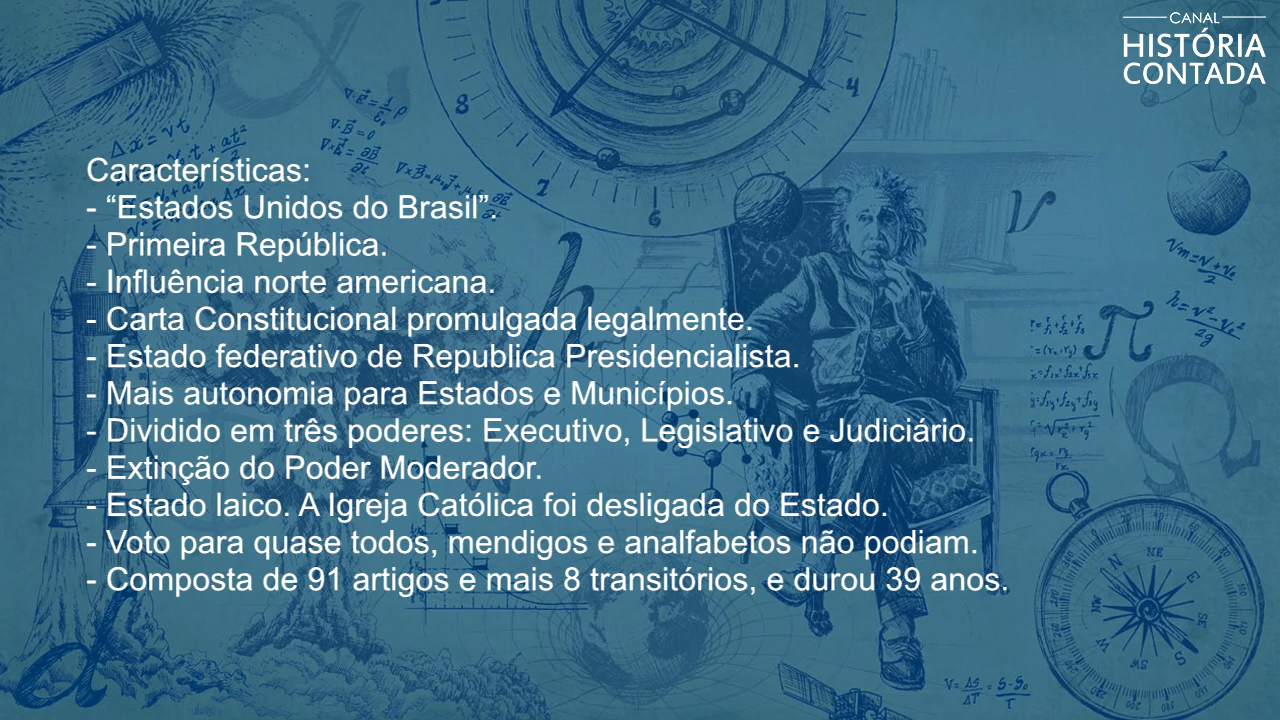 CANAL
HISTÓRIA
CONTADA
Características:
- “Estados Unidos do Brasil”.
- Primeira República.
- Influência norte americana.
- Carta Constitucional promulgada legalmente.
- Estado federativo de Republica Presidencialista.
- Mais autonomia para Estados e Municípios.
- Dividido em três poderes: Executivo, Legislativo e Judiciário.
- Extinção do Poder Moderador.
- Estado laico. A Igreja Católica foi desligada do Estado.
- Voto para quase todos, mendigos e analfabetos não podiam.
- Composta de 91 artigos e mais 8 transitórios, e durou 39 anos.